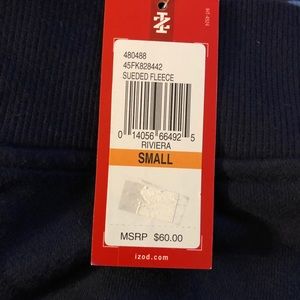 480488
45FK828442
SUEDED FLEECE
0 14056 66492 5
RIVIERA
SMALL
MSRP $60.00
izod.com